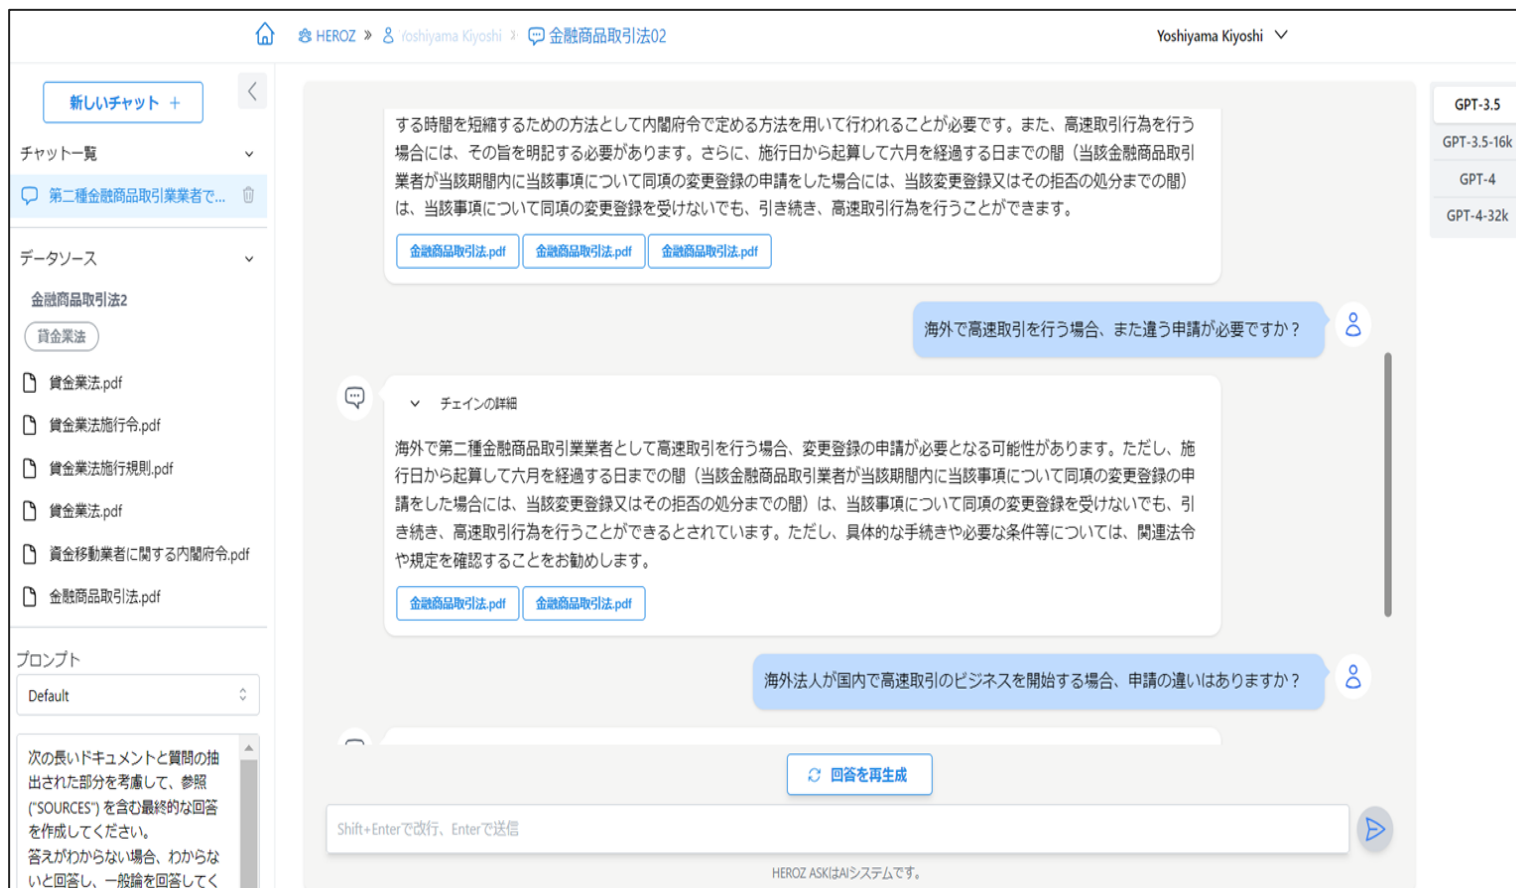 HEROZ » Yoshiyama Kiyoshi » 金融商品取引法02
Yoshiyama Kiyoshi
新しいチャット +
チャット一覧
第二種金融商品取引業業者で...
データソース
金融商品取引法2
貸金業法
貸金業法.pdf
貸金業法施行令.pdf
貸金業法施行規則.pdf
貸金業法.pdf
資金移動業者に関する内閣府令.pdf
金融商品取引法.pdf
プロンプト
Default
次の長いドキュメントと質問の抽
出された部分を考慮して、参照
("SOURCES") を含む最終的な回答
を作成してください。
答えがわからない場合、わからな
いと回答し、一般論を回答してく
する時間を短縮するための方法として内閣府令で定める方法を用いて行われることが必要です。また、高速取引行為を行う
場合には、その旨を明記する必要があります。さらに、施行日から起算して六月を経過する日までの間（当該金融商品取引
業者が当該期間内に当該事項について同項の変更登録の申請をした場合には、当該変更登録又はその拒否の処分までの間）
は、当該事項について同項の変更登録を受けないでも、引き続き、高速取引行為を行うことができます。
金融商品取引法.pdf 金融商品取引法.pdf 金融商品取引法.pdf
海外で高速取引を行う場合、また違う申請が必要ですか？
チェインの詳細
海外で第二種金融商品取引業業者として高速取引を行う場合、変更登録の申請が必要となる可能性があります。ただし、施
行日から起算して六月を経過する日までの間（当該金融商品取引業者が当該期間内に当該事項について同項の変更登録の申
請をした場合には、当該変更登録又はその拒否の処分までの間）は、当該事項について同項の変更登録を受けないでも、引
き続き、高速取引行為を行うことができるとされています。ただし、具体的な手続きや必要な条件等については、関連法令
や規定を確認することをお勧めします。
金融商品取引法.pdf 金融商品取引法.pdf
海外法人が国内で高速取引のビジネスを開始する場合、申請の違いはありますか？
回答を再生成
Shift+Enterで改行、Enterで送信
HEROZ ASKはAIシステムです。
GPT-3.5
GPT-3.5-16k
GPT-4
GPT-4-32k